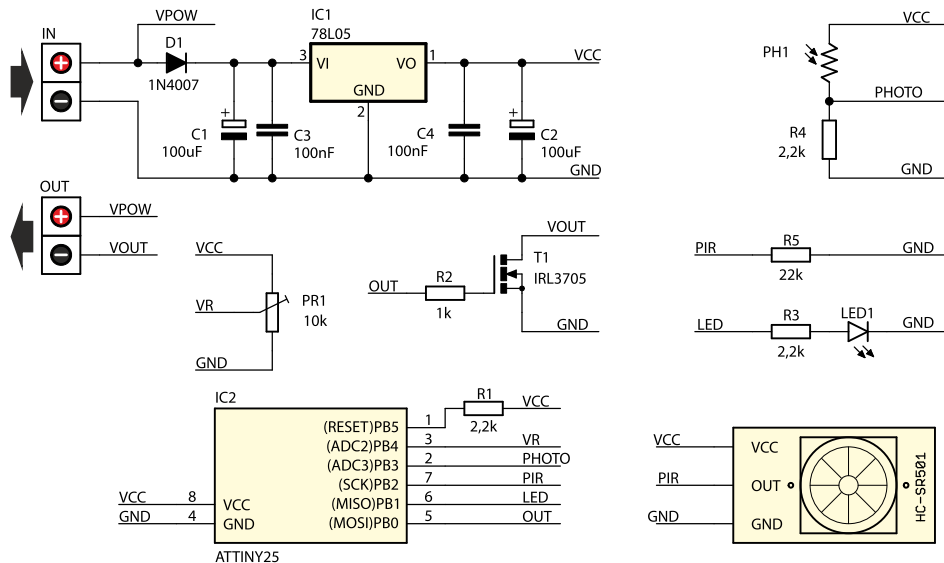 VPOW
IN
D1
1N4007
IC1
78L05
3 VI VO 1
GND
2
VCC
+
C1
100uF
C3
100nF
C4
100nF
+
C2
100uF
GND
VCC
PH1
PHOTO
R4
2,2k
GND
OUT
VPOW
VOUT
VCC
VR
PR1
10k
GND
OUT
R2
1k
VOUT
T1
IRL3705
GND
PIR
R5
22k
GND
LED
R3
2,2k
LED1
GND
IC2
R1
2,2k
VCC
(RESET)PB5 1
(ADC2)PB4 3 VR
(ADC3)PB3 2 PHOTO
(SCK)PB2 7 PIR
VCC 8 VCC (MISO)PB1 6 LED
GND 4 GND (MOSI)PB0 5 OUT
ATTINY25
VCC VCC
PIR OUT
GND GND
HC-SR501